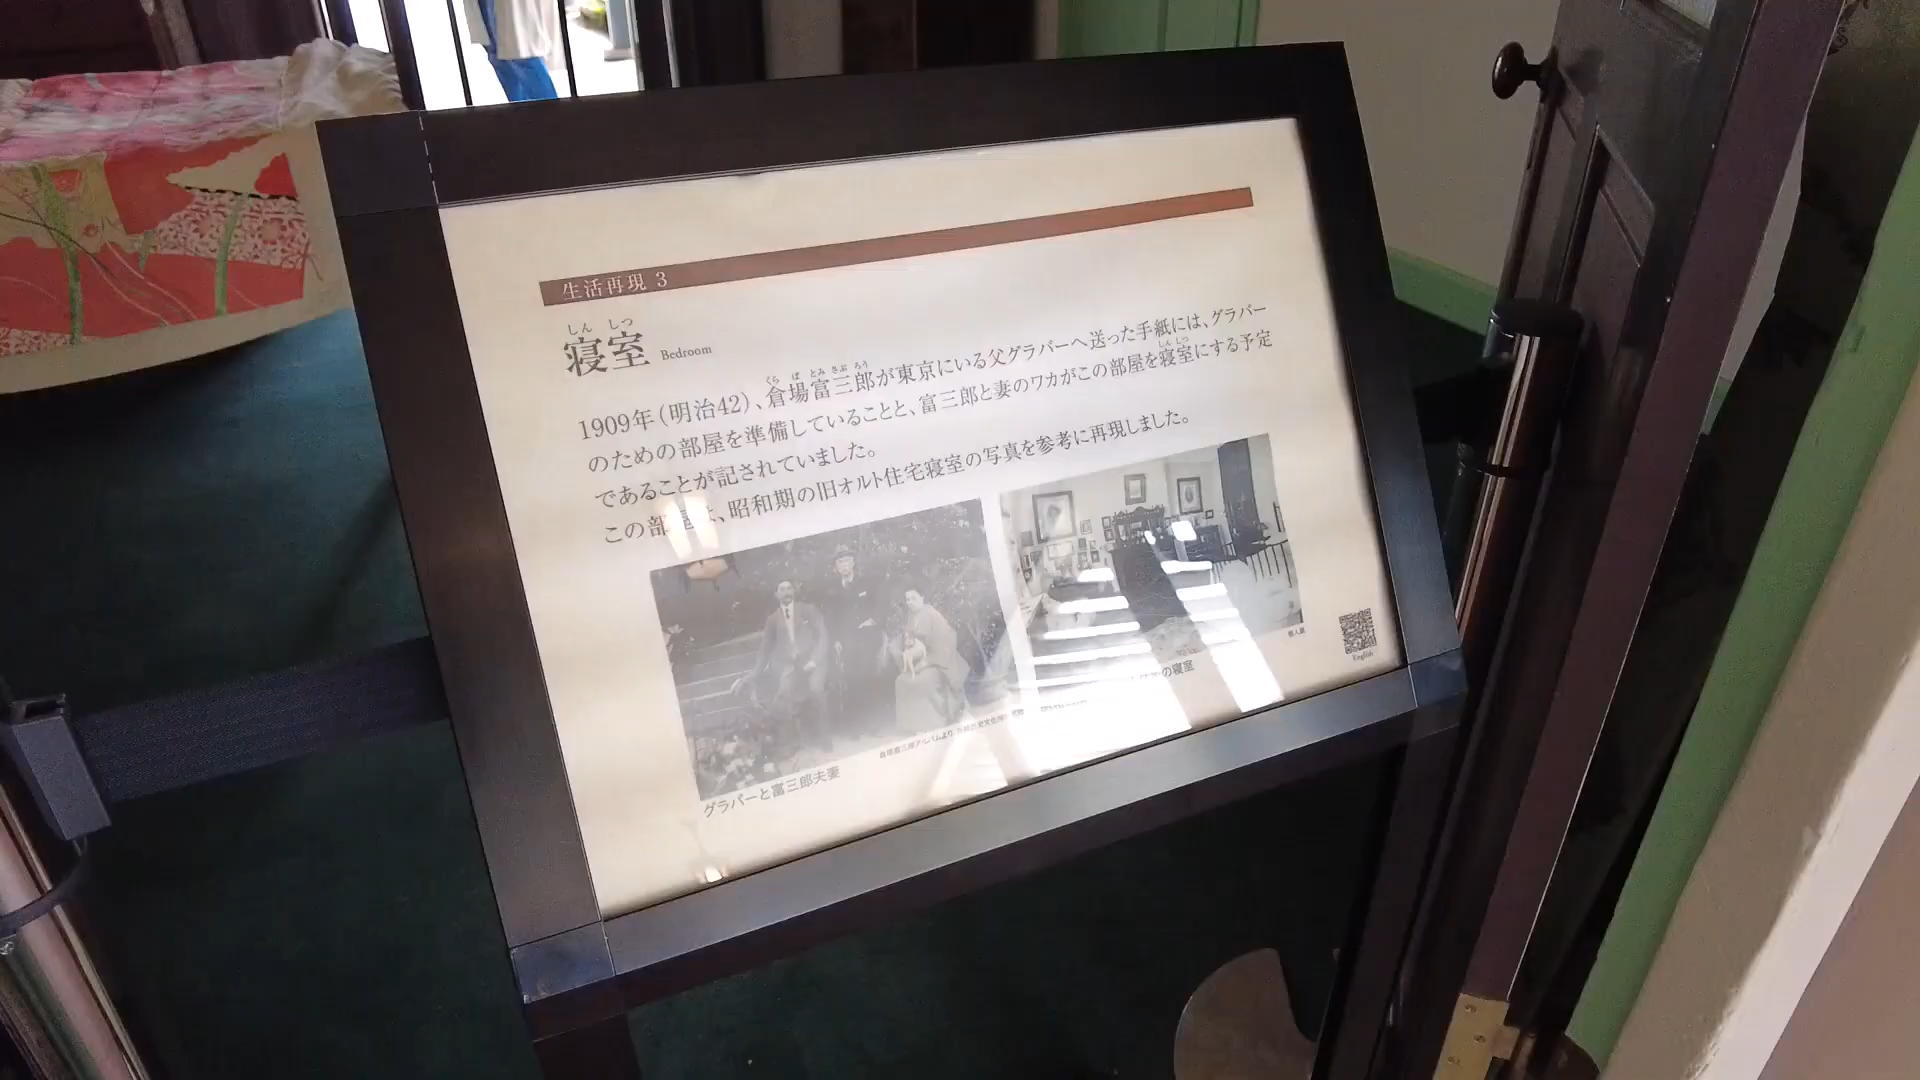 生活再現 3
しん しつ
寝室 Bedroom
くら ば とみ さぶ ろう
1909年(明治42)、倉場富三郎が東京にいる父グラバーへ送った手紙には、グラバー
しん しつ
のための部屋を準備していることと、富三郎と妻のワカがこの部屋を寝室にする予定
であることが記されていました。
この部 、昭和期の旧オルト住宅寝室の写真を参考に再現しました。
個人蔵
English
の寝室
グラバーと富三郎夫妻